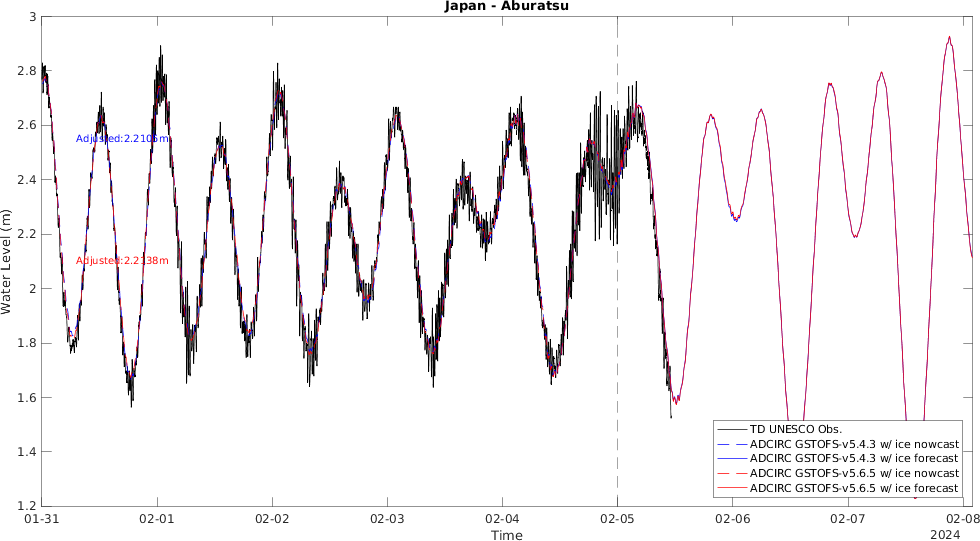 Japan - Aburatsu
Water Level (m)
3
2.8
2.6
2.4
2.2
2
1.8
1.6
1.4
1.2
Adjusted:2.2105m
Adjusted:2.2138m
TD UNESCO Obs.
ADCIRC GSTOFS-v5.4.3 w/ ice nowcast
ADCIRC GSTOFS-v5.4.3 w/ ice forecast
ADCIRC GSTOFS-v5.6.5 w/ ice nowcast
ADCIRC GSTOFS-v5.6.5 w/ ice forecast
01-31 02-01 02-02 02-03 02-04 02-05 02-06 02-07 02-08
Time
2024